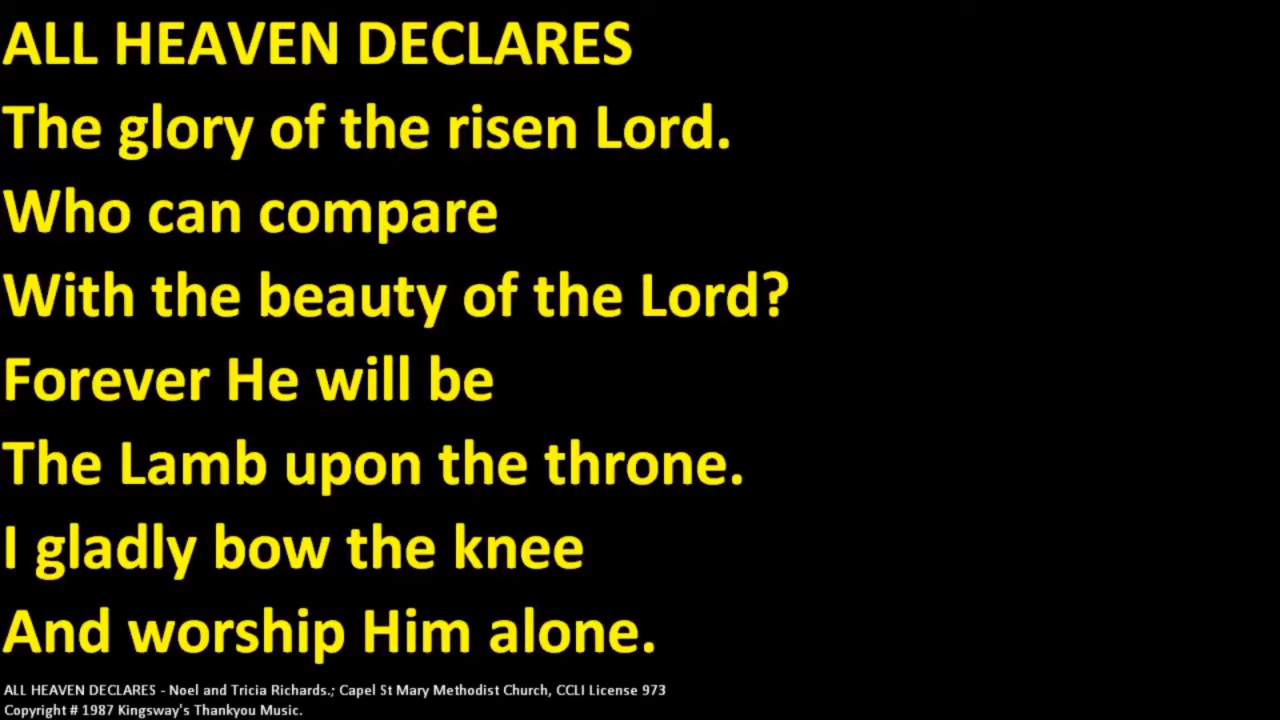 ALL HEAVEN DECLARES
The glory of the risen Lord.
Who can compare
With the beauty of the Lord?
Forever He will be
The Lamb upon the throne.
I gladly bow the knee
And worship Him alone.
ALL HEAVEN DECLARES - Noel and Tricia Richards.; Capel St Mary Methodist Church, CCLI License 973
Copyright # 1987 Kingsway's Thankyou Music.